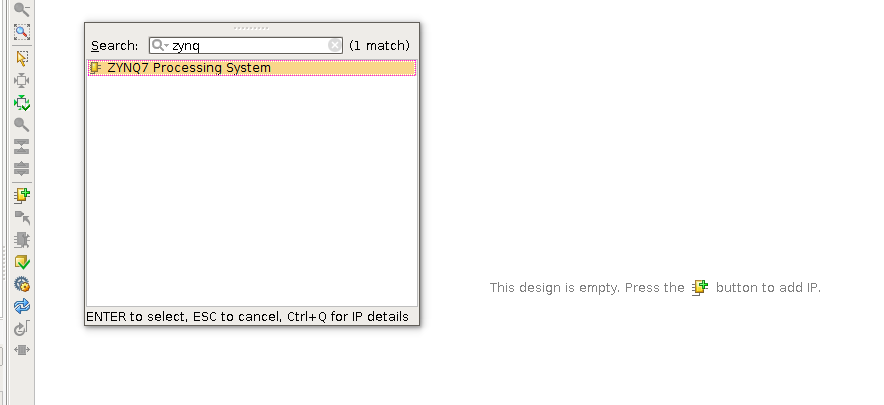 Search: zynq (1 match)
ZYNQ7 Processing System
This design is empty. Press the button to add IP.
ENTER to select, ESC to cancel, Ctrl+Q for IP details